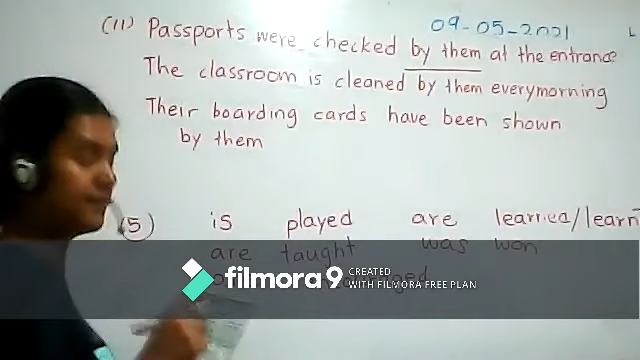 09-05-2021
(11) Passports were checked by them at the entrance
The classroom is cleaned by them everymorning
Their boarding cards have been shown
by them
(5) is played are learned/learn
are taught was won
filmora 9 CREATED
WITH FILMORA FREE PLAN